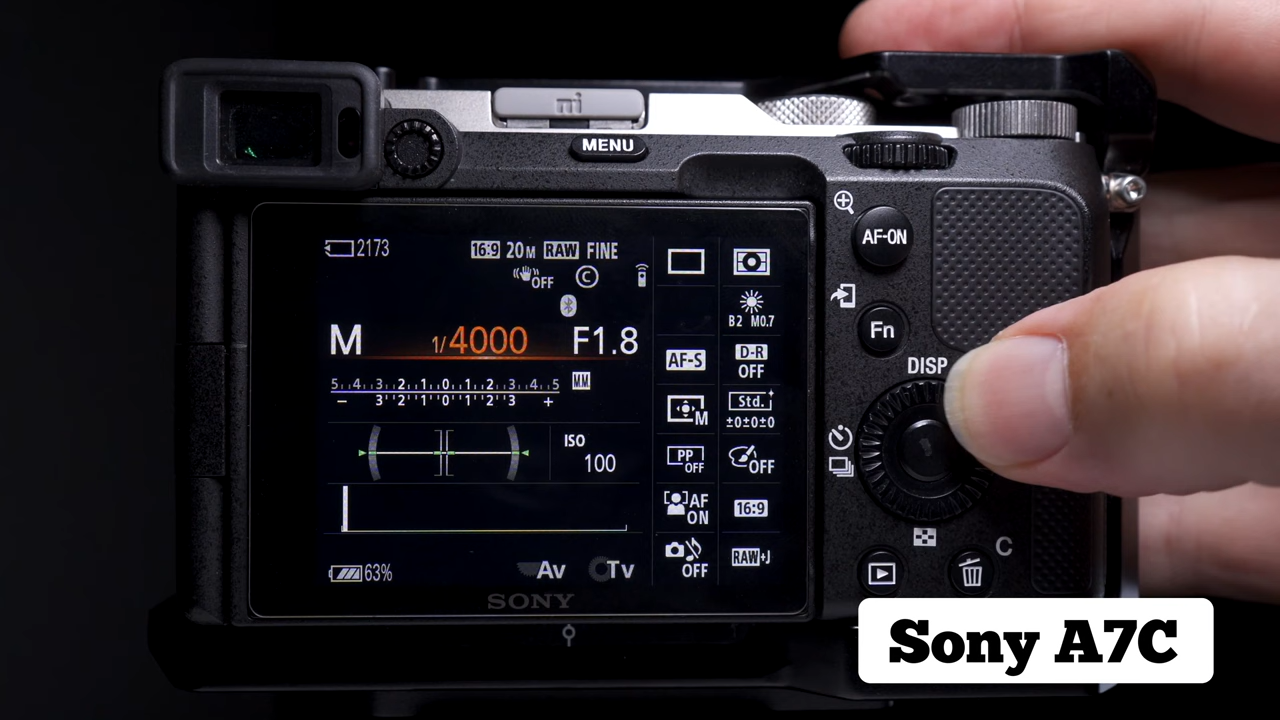 mi
MENU
2173
16:9 20M RAW FINE
OFF
C
B2 M0.7
M 1/4000 F1.8
AF-S
D-R
OFF
MM
5 4 3 2 1 0 1 2 3 4 5
− 3 2 1 0 1 2 3 +
M
Std.
±0±0±0
ISO
100
PP
OFF
OFF
AF
ON
16:9
OFF
RAW+J
63%
Av Tv
SONY
AF-ON
Fn
DISP
C
Sony A7C